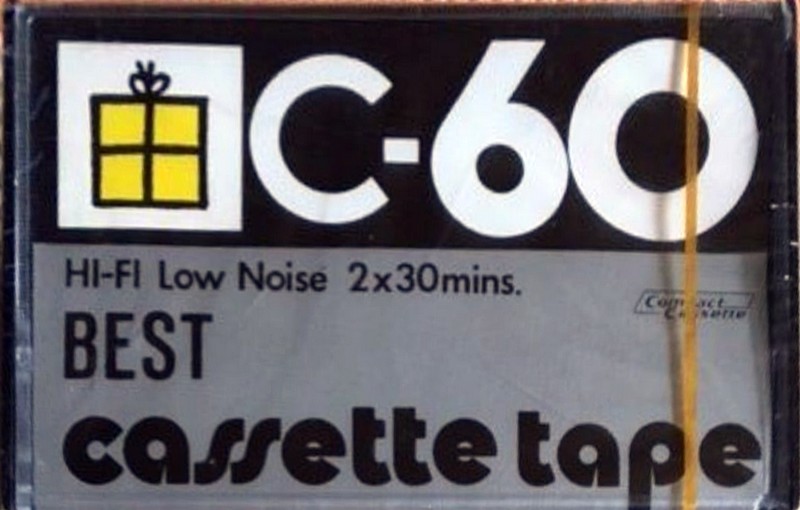 C-60
HI-FI Low Noise 2x30mins.
Compact
Cassette
BEST
cassette tape